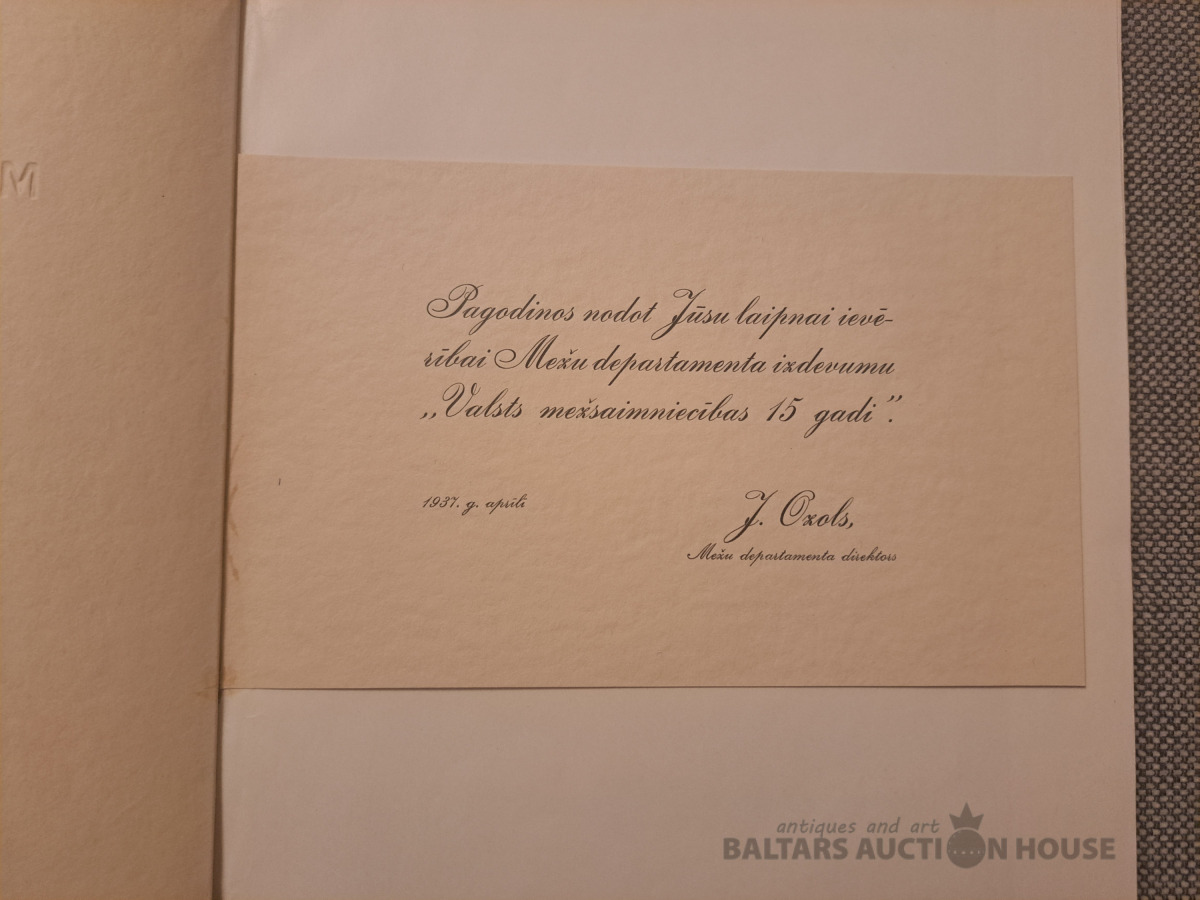 M
Pagodinos nodot Jūsu laipnai ievē-
rībai Mežu departamenta izdevumu
„Valsts mežsaimniecības 15 gadi”.
1937. g. aprīlī
J. Ozols,
Mežu departamenta direktors
antiques and art
BALTARS AUCTION HOUSE